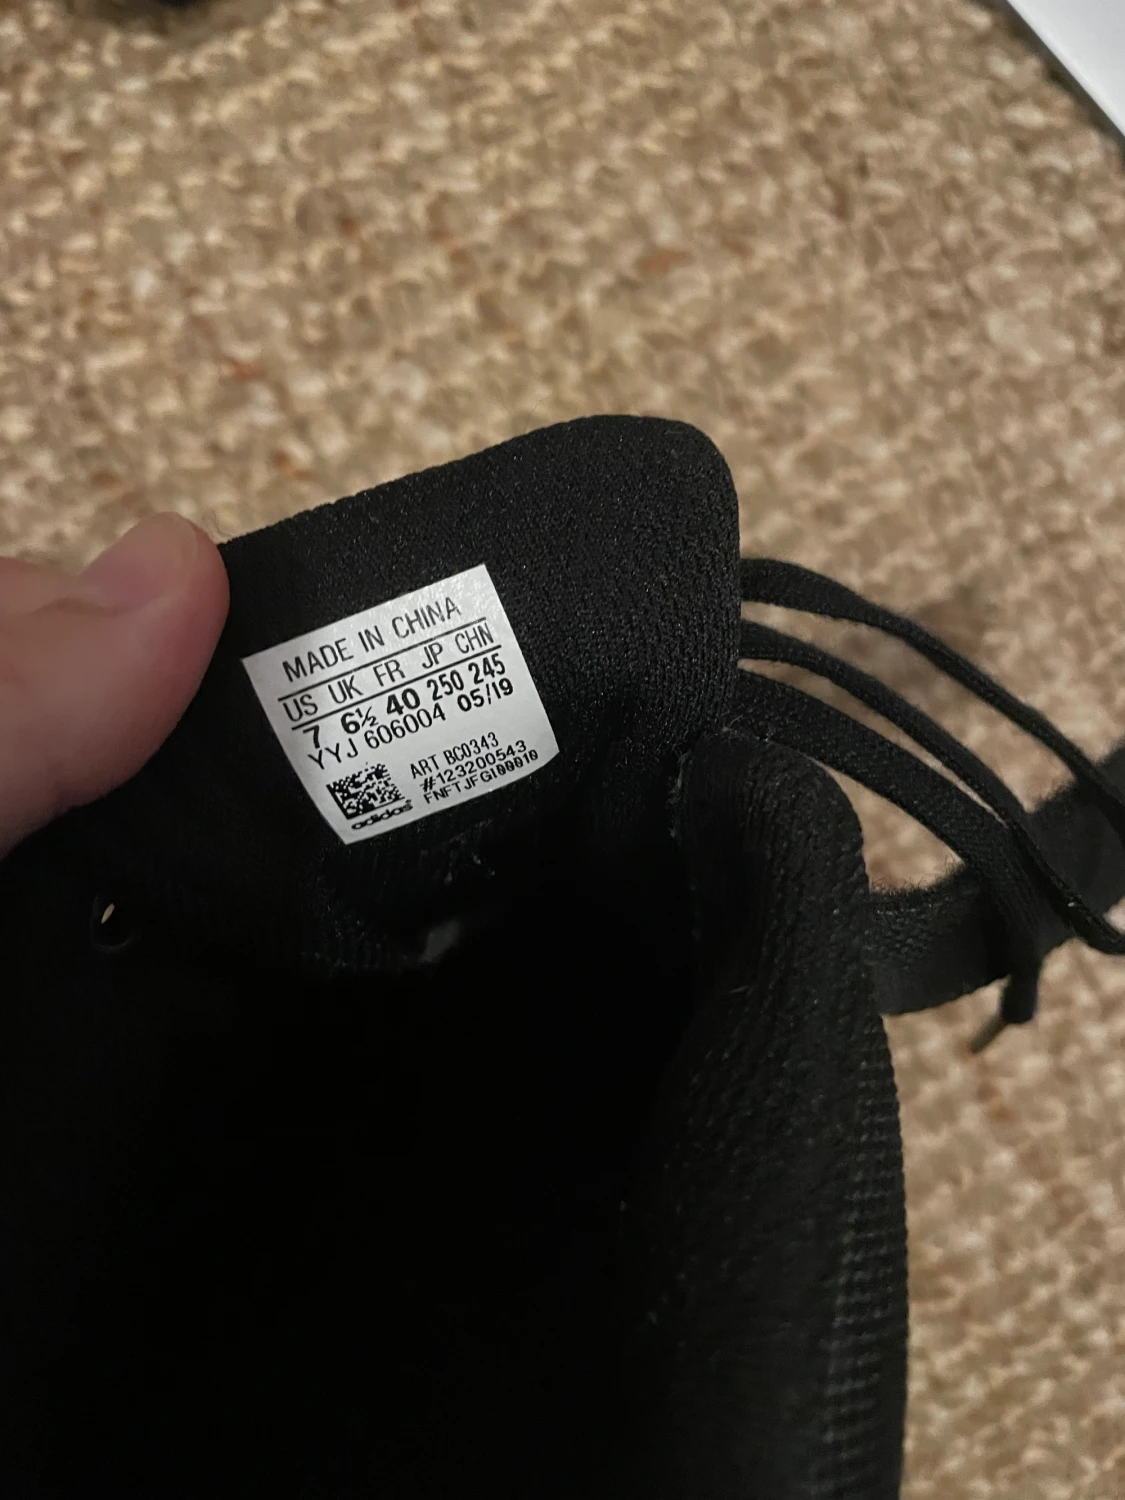 MADE IN CHINA
US UK FR JP CHN
7 6½ 40 250 245
YYJ 606004 05/19
ART BC0343
#123200543
FNFTJFG100010
adidas